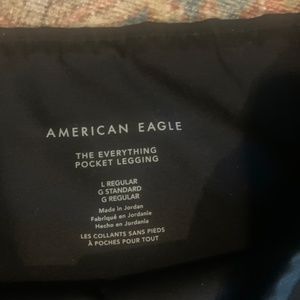 AMERICAN EAGLE
THE EVERYTHING
POCKET LEGGING
L REGULAR
G STANDARD
G REGULAR
Made in Jordan
Fabriqué en Jordanie
Hecho en Jordania
LES COLLANTS SANS PIEDS
À POCHES POUR TOUT